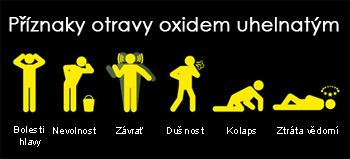 Příznaky otravy oxidem uhelnatým
Bolesti hlavy
Nevolnost
Závrať
Dušnost
Kolaps
Ztráta vědomí